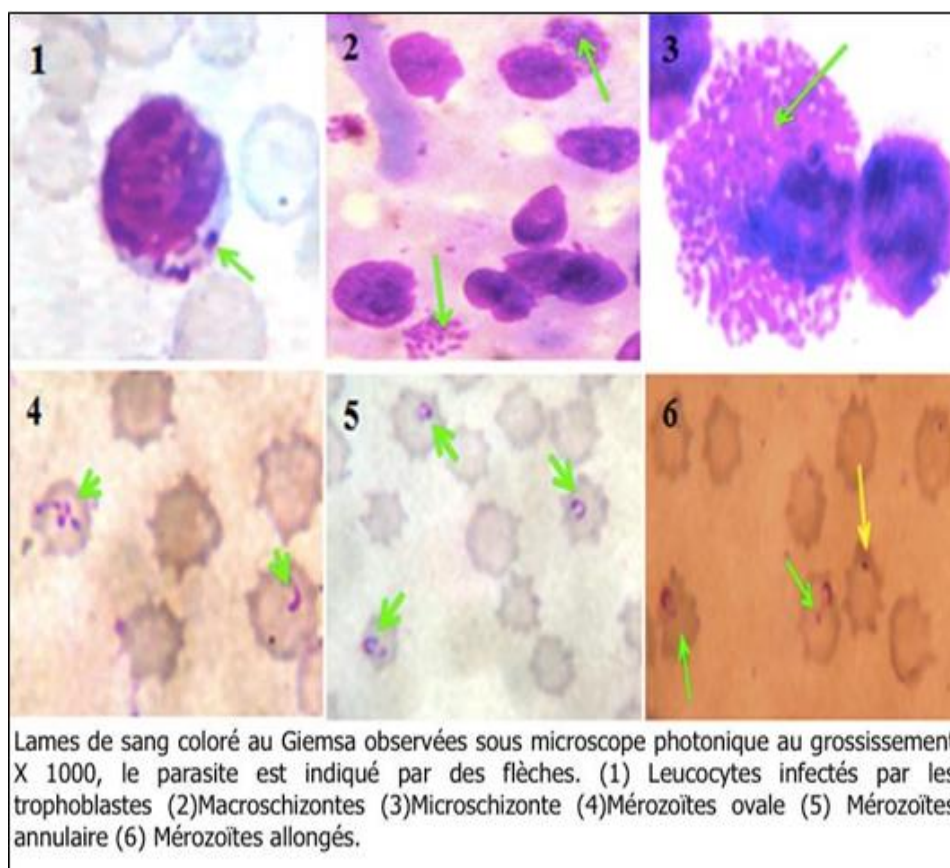 1
2
3
4
5
6
Lames de sang coloré au Giemsa observées sous microscope photonique au grossissement
X 1000, le parasite est indiqué par des flèches. (1) Leucocytes infectés par les
trophoblastes (2)Macroschizontes (3)Microschizonte (4)Mérozoïtes ovale (5) Mérozoïtes
annulaire (6) Mérozoïtes allongés.